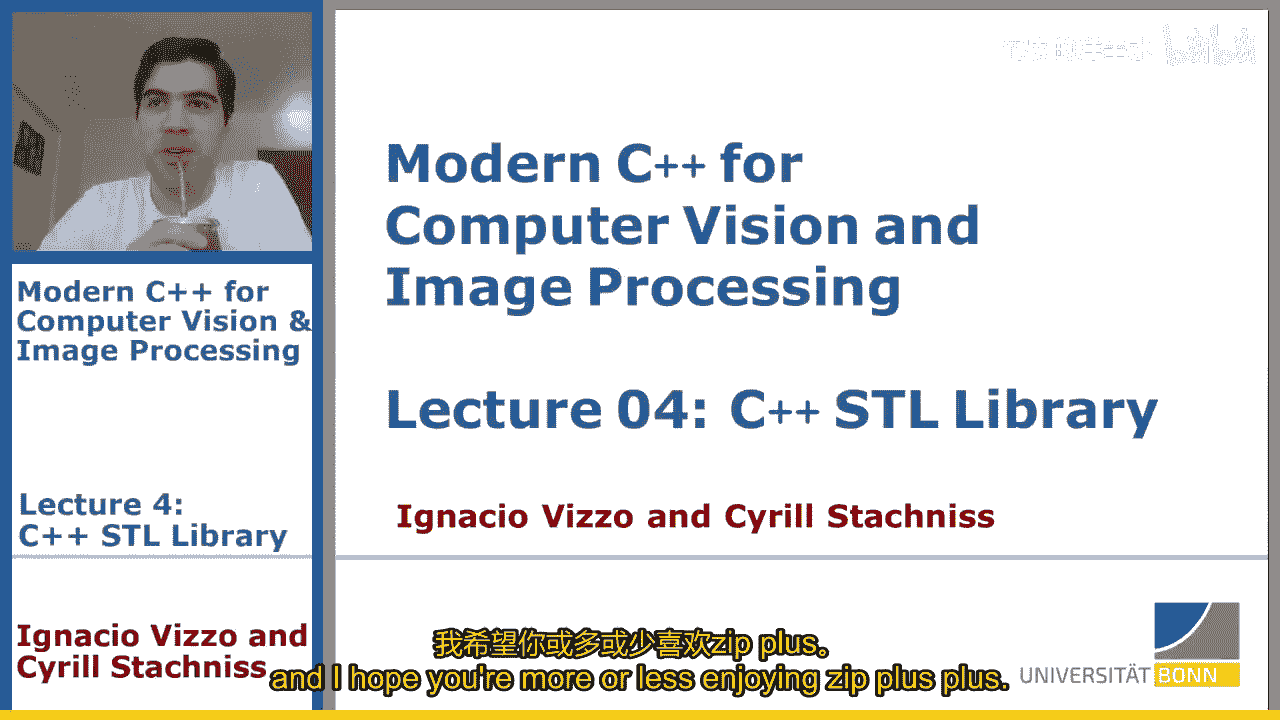 Modern C++ for
Computer Vision and
Image Processing
Lecture 04: C++ STL Library
Ignacio Vizzo and Cyrill Stachniss
Modern C++ for
Computer Vision &
Image Processing
Lecture 4:
C++ STL Library
Ignacio Vizzo and
Cyrill Stachniss
我希望你或多或少喜欢zip plus。
and I hope you're more or less enjoying zip plus plus.
UNIVERSITÄT BONN